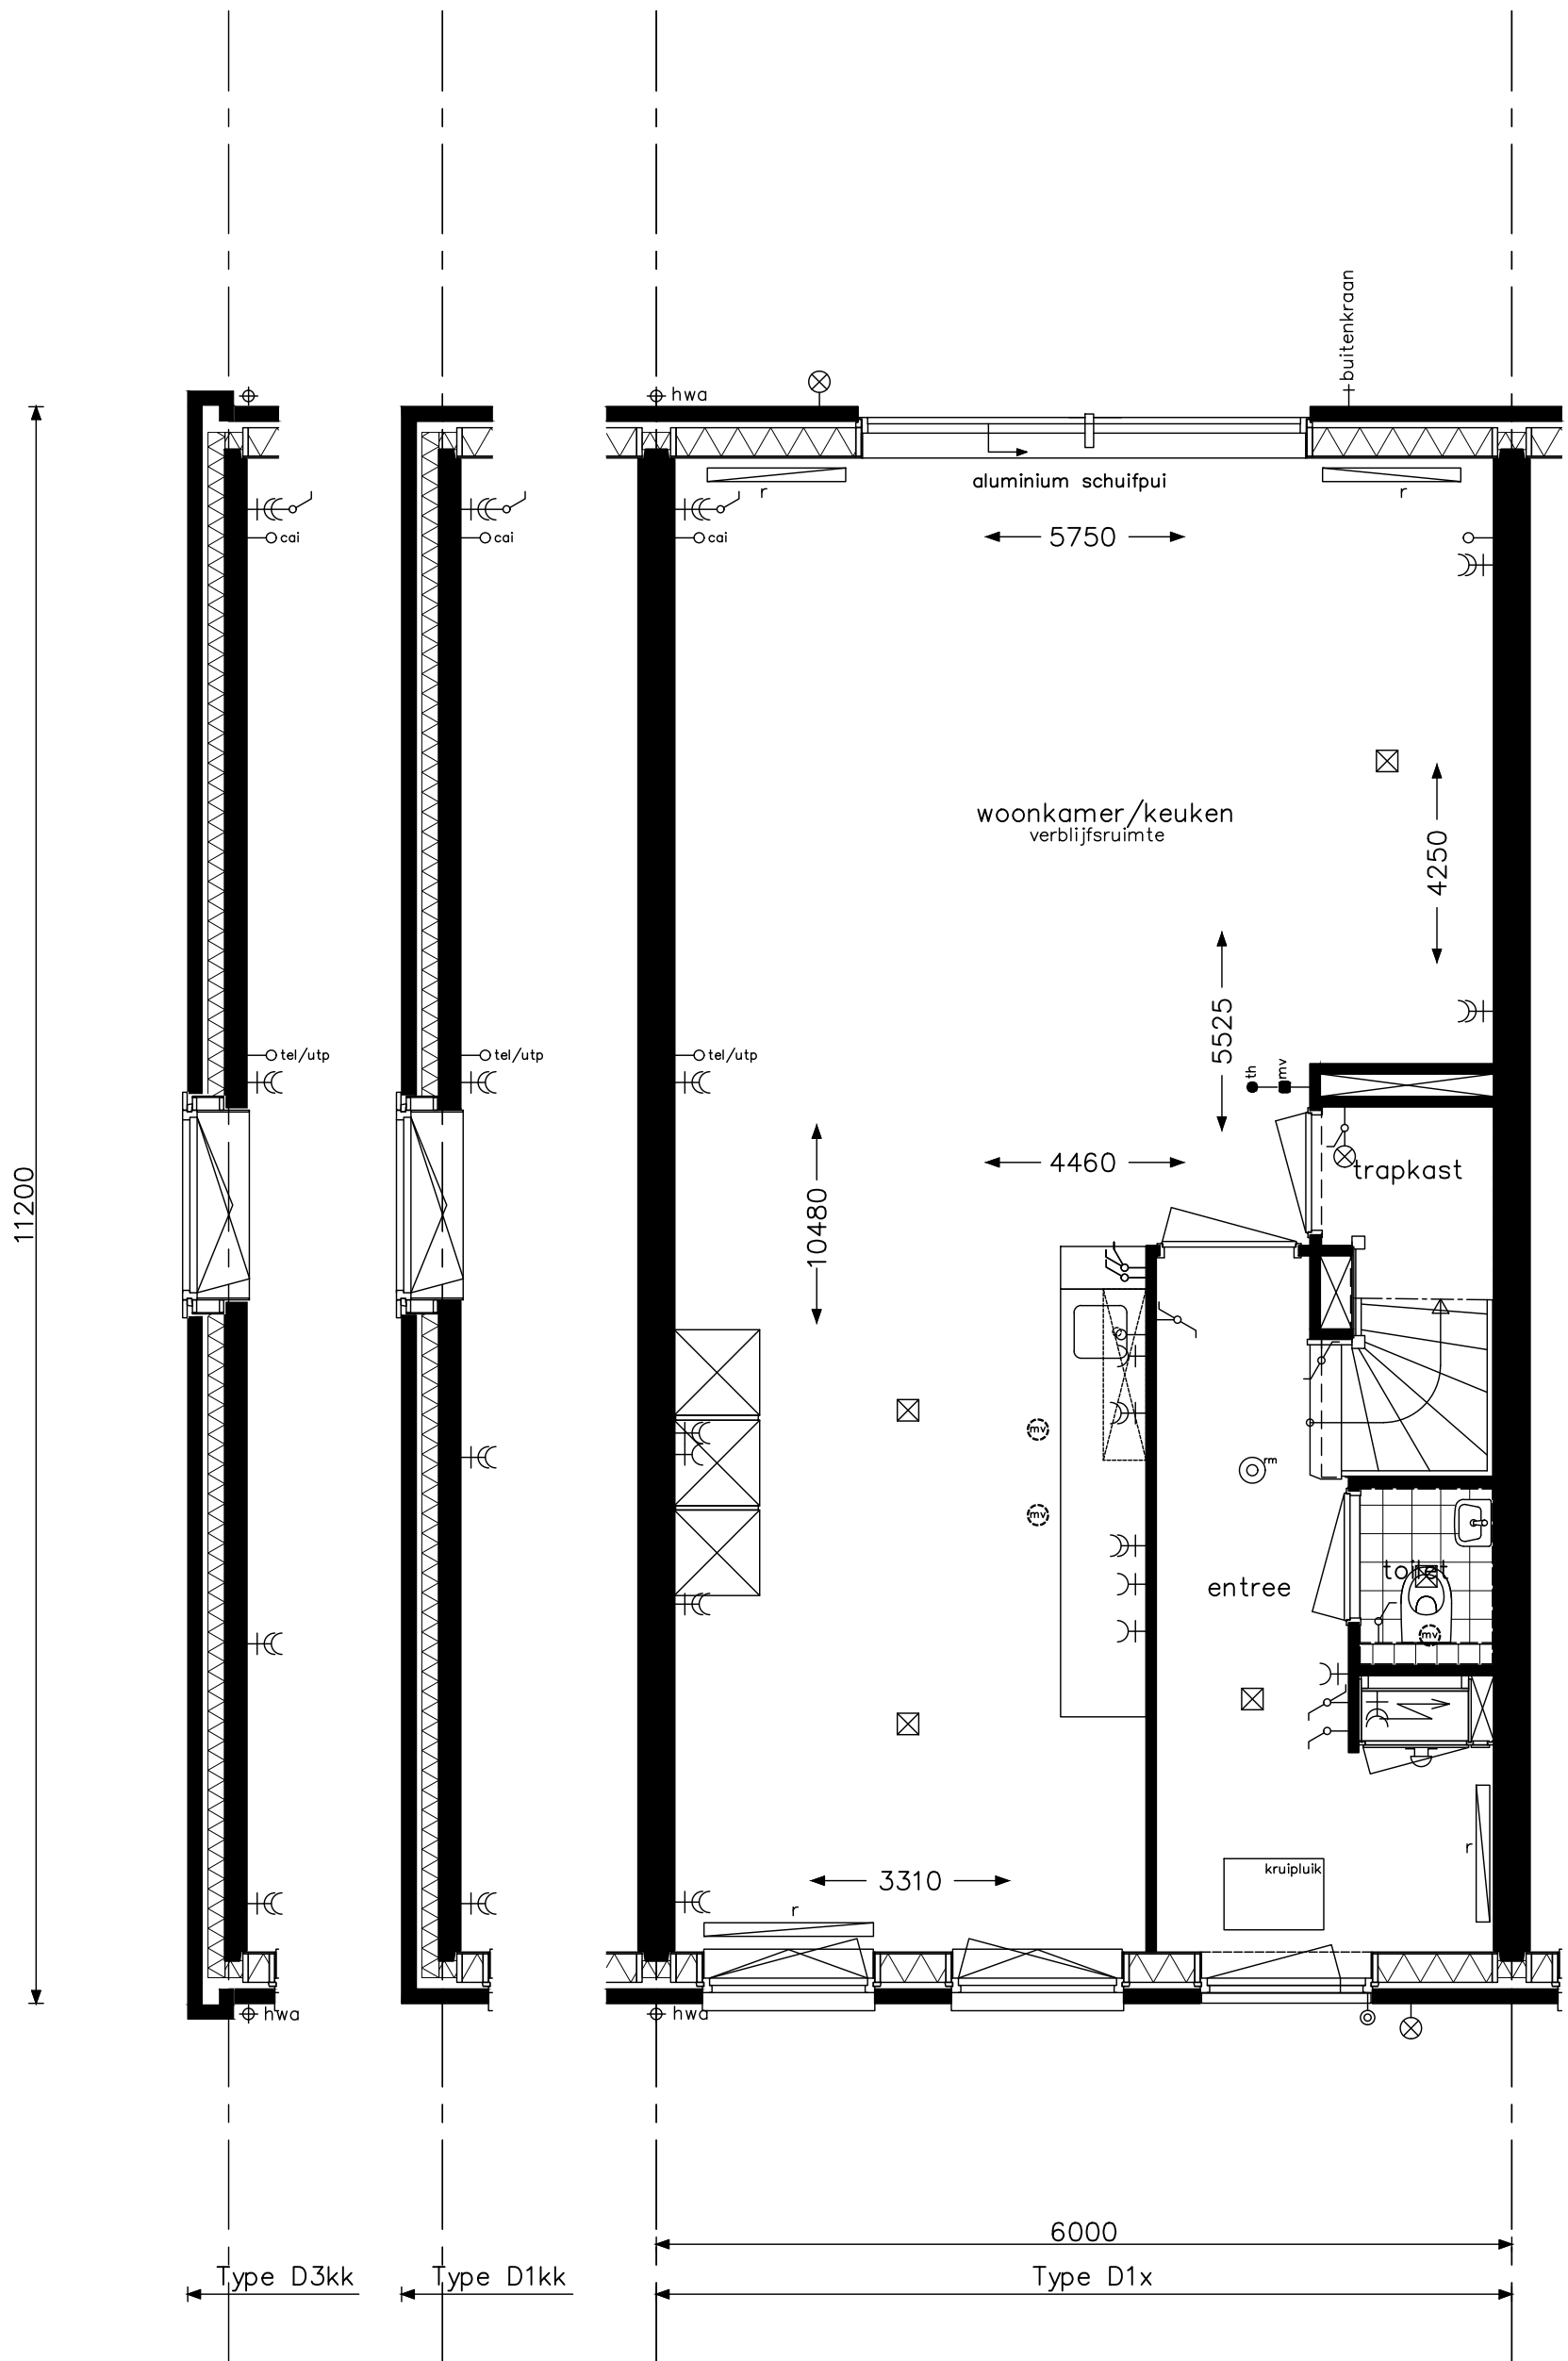 buitenkraan
hwa
aluminium schuifpui
r
r
5750
cai
cai
cai
woonkamer/keuken
verblijfsruimte
4250
5525
tel/utp
tel/utp
tel/utp
th
mv
4460
trapkast
10480
11200
mv
rm
mv
toilet
entree
mv
r
kruipluik
3310
r
hwa
hwa
6000
Type D3kk
Type D1kk
Type D1x